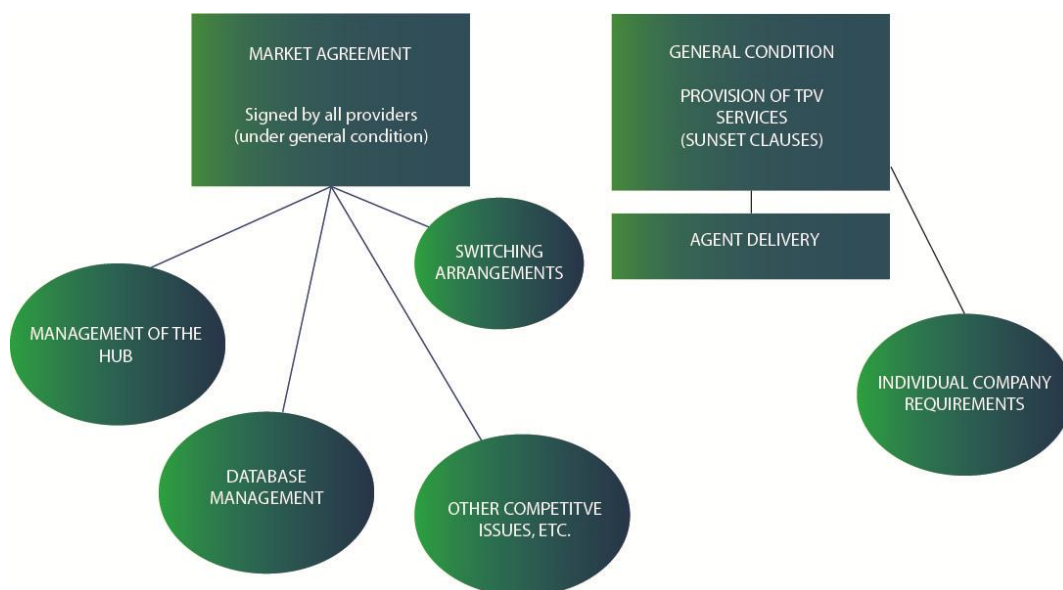 MARKET AGREEMENT
Signed by all providers
(under general condition)
GENERAL CONDITION
PROVISION OF TPV
SERVICES
(SUNSET CLAUSES)
AGENT DELIVERY
SWITCHING
ARRANGEMENTS
MANAGEMENT OF THE
HUB
INDIVIDUAL COMPANY
REQUIREMENTS
DATABASE
MANAGEMENT
OTHER COMPETITVE
ISSUES, ETC.